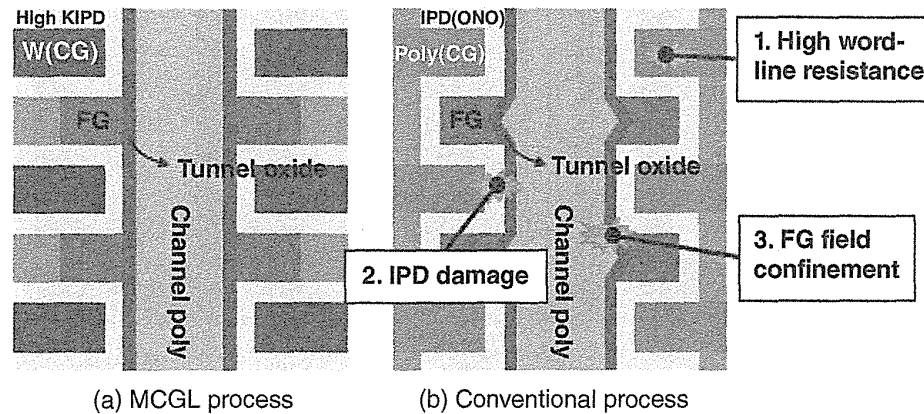 High KIPD
W(CG)
FG
Tunnel oxide
Channel poly
(a) MCGL process
IPD(ONO)
Poly(CG)
FG
Tunnel oxide
Channel poly
1. High word-
line resistance
2. IPD damage
3. FG field
confinement
(b) Conventional process